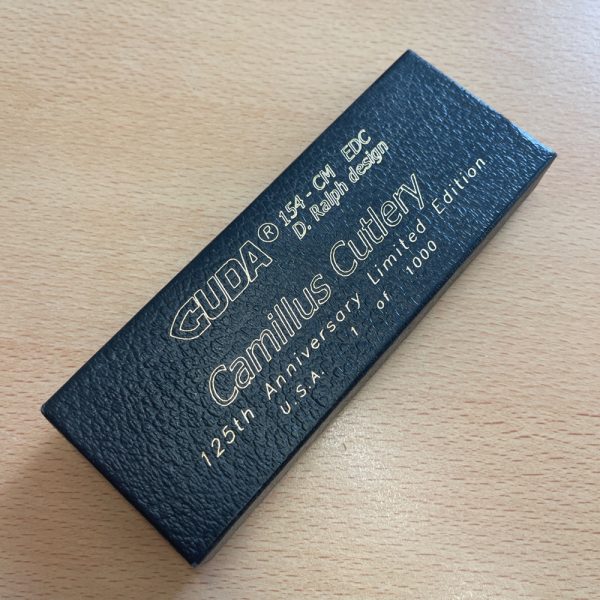 CUDA® 154-CM EDC
D. Ralph design
Camillus Cutlery
125th Anniversary Limited Edition
U.S.A. 1 of 1000